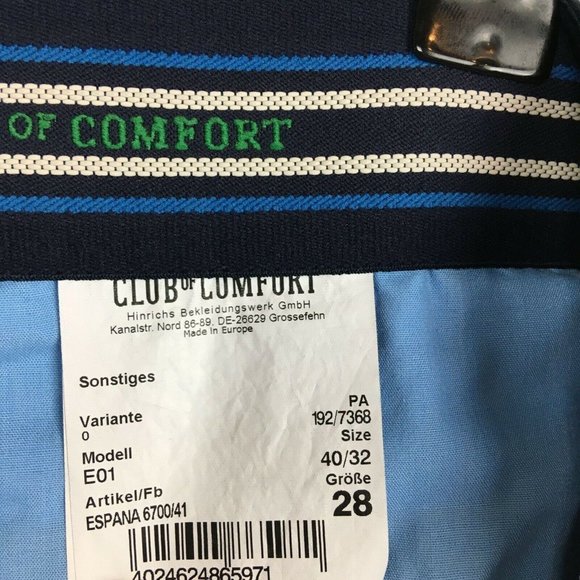 OF COMFORT
CLUB OF COMFORT
Hinrichs Bekleidungswerk GmbH
Kanalstr. Nord 86-89, DE-26629 Grossefehn
Made In Europe
Sonstiges
PA
Variante 192/7368
0 Size
Modell 40/32
E01 Größe
Artikel/Fb 28
ESPANA 6700/41
4024624865971